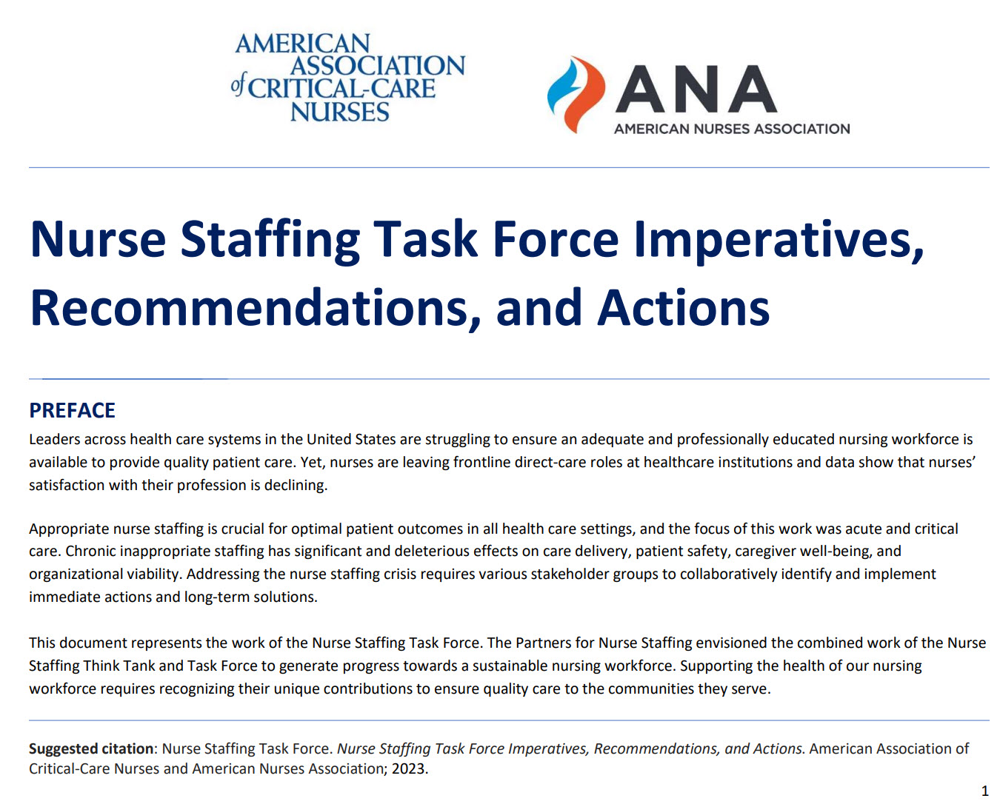 AMERICAN
ASSOCIATION
of CRITICAL-CARE
NURSES
ANA
AMERICAN NURSES ASSOCIATION
Nurse Staffing Task Force Imperatives,
Recommendations, and Actions
PREFACE
Leaders across health care systems in the United States are struggling to ensure an adequate and professionally educated nursing workforce is
available to provide quality patient care. Yet, nurses are leaving frontline direct-care roles at healthcare institutions and data show that nurses’
satisfaction with their profession is declining.
Appropriate nurse staffing is crucial for optimal patient outcomes in all health care settings, and the focus of this work was acute and critical
care. Chronic inappropriate staffing has significant and deleterious effects on care delivery, patient safety, caregiver well-being, and
organizational viability. Addressing the nurse staffing crisis requires various stakeholder groups to collaboratively identify and implement
immediate actions and long-term solutions.
This document represents the work of the Nurse Staffing Task Force. The Partners for Nurse Staffing envisioned the combined work of the Nurse
Staffing Think Tank and Task Force to generate progress towards a sustainable nursing workforce. Supporting the health of our nursing
workforce requires recognizing their unique contributions to ensure quality care to the communities they serve.
Suggested citation: Nurse Staffing Task Force. Nurse Staffing Task Force Imperatives, Recommendations, and Actions. American Association of
Critical-Care Nurses and American Nurses Association; 2023.
1